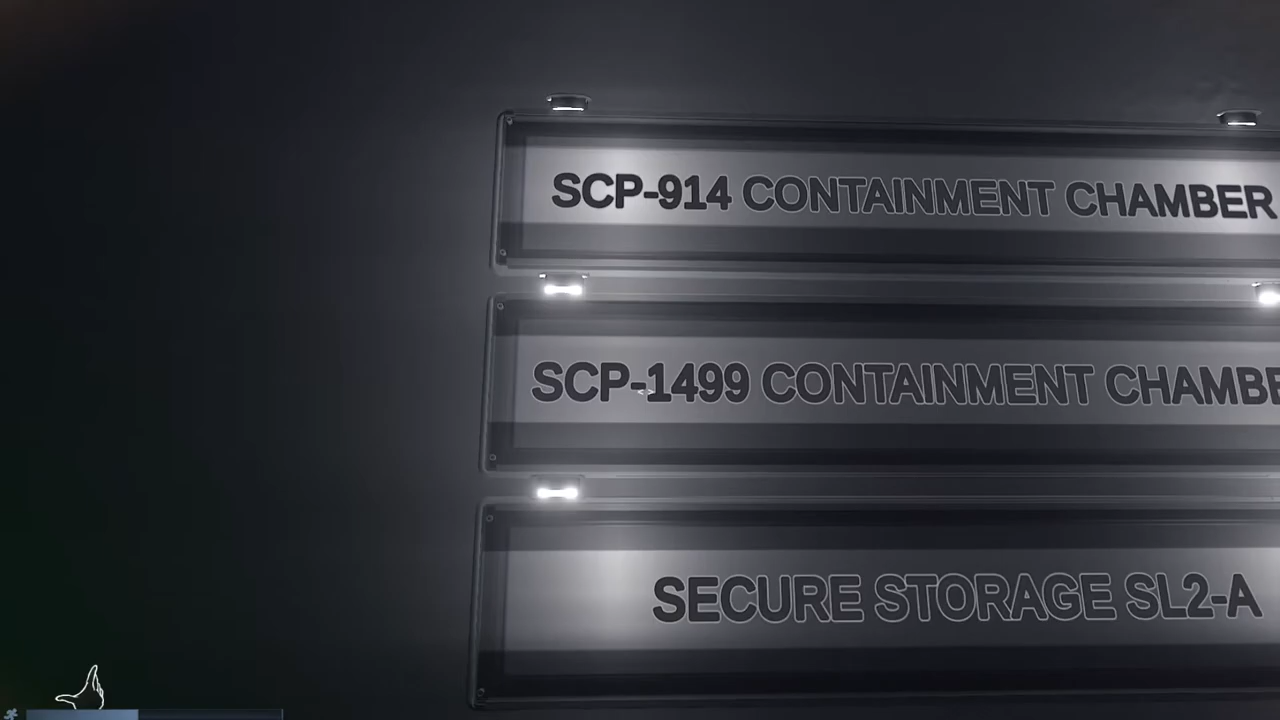 SCP-914 CONTAINMENT CHAMBER
SCP-1499 CONTAINMENT CHAMBE
SECURE STORAGE SL2-A